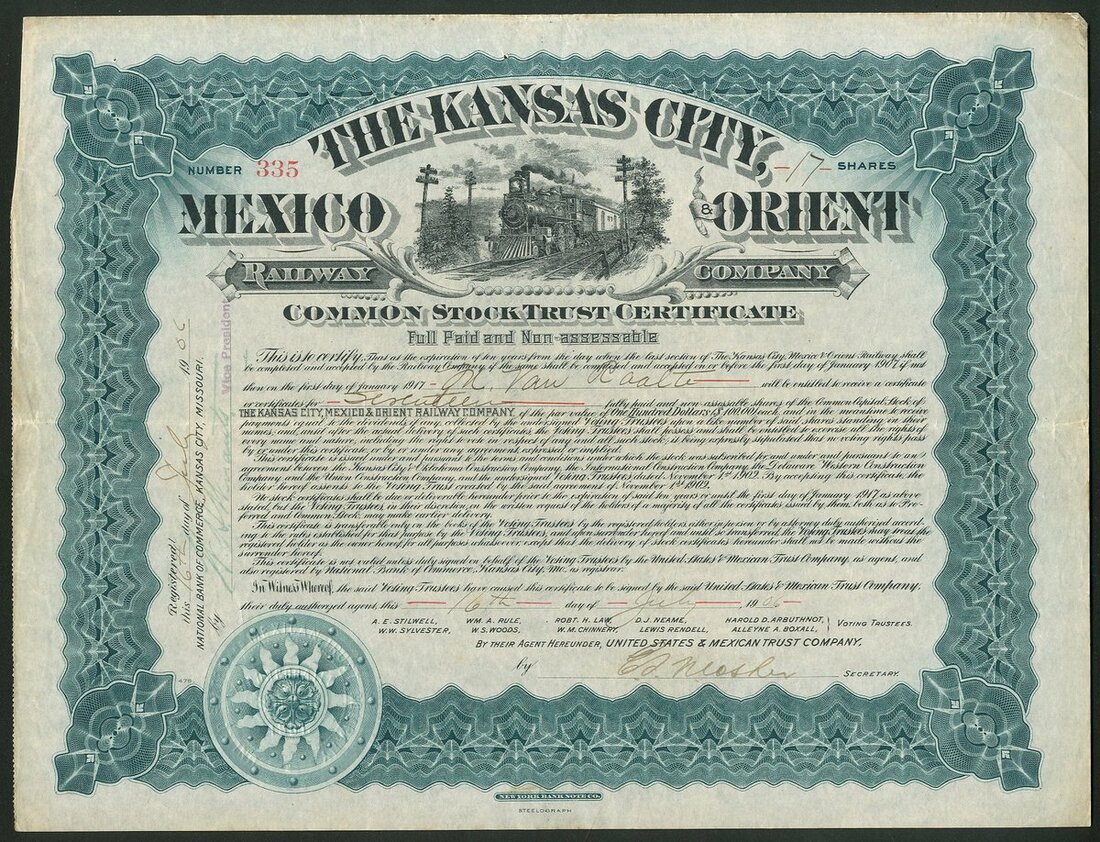 THE KANSAS CITY,
NUMBER 335
-17- SHARES
MEXICO & ORIENT
RAILWAY COMPANY
COMMON STOCK TRUST CERTIFICATE
Full Paid and Non-assessable
This is to certify, That at the expiration of ten years from the day when the last section of The Kansas City, Mexico & Orient Railway shall
be completed and accepted by the Railway Company, if the same shall be completed and accepted on or before the first day of January 1907, if not
then on the first day of January 1917 - M. Van Raalte - will be entitled to receive a certificate
or certificates for - Seventeen - fully paid and non-assessable shares of the Common Capital Stock of
THE KANSAS CITY, MEXICO & ORIENT RAILWAY COMPANY, of the par value of One Hundred Dollars ($100.00) each, and in the meantime to receive
payments equal to the dividends if any, collected by the undersigned Voting Trustees upon a like number of said shares standing in their
names, and, until after the actual delivery of such certificates the Voting Trustees shall be entitled to exercise all the rights of
every name and nature, including the right to vote in respect of any and all such stock; it being expressly stipulated that no voting rights pass
by or under this certificate, or by or under any agreement, expressed or implied.
This certificate is issued under and pursuant to the terms and conditions under which the stock was subscribed for, and under and pursuant to an
agreement between the Kansas City & Oklahoma Construction Company, the International Construction Company, the Delaware Western Construction
Company and the Union Construction Company, and the undersigned Voting Trustees dated November 1st 1902. By accepting this certificate, the
holder hereof assents to the Voting Trust created by the said agreement of November 1st 1902.
No stock certificates shall be due or deliverable hereunder prior to the expiration of said ten years or until the first day of January 1917 as above
stated, but the Voting Trustees, in their discretion, on the written request of the holders of a majority of all the certificates issued by them, both as to Pre-
ferred and Common Stock, may make earlier delivery.
This certificate is transferable only on the books of the Voting Trustees by the registered holder, either in person or by attorney duly authorized accord-
ing to the rules established for that purpose by the Voting Trustees, and upon surrender hereof and until so transferred, the Voting Trustees may treat the
registered holder as the owner hereof for all purposes whatsoever, except that the delivery of stock certificates hereunder shall not be made without the
surrender hereof.
This certificate is not valid unless duly signed on behalf of the Voting Trustees by the United States & Mexican Trust Company, as agent, and
also registered by National Bank of Commerce, Kansas City, Mo. as registrar.
In Witness Whereof, the said Voting Trustees have caused this certificate to be signed by the said United States & Mexican Trust Company,
their duly authorized agent, this - 16th - day of - July - 1906 -
A. E. STILWELL, WM A. RULE, ROBT. H. LAW, D. J. NEAME, HAROLD D. ARBUTHNOT,
W. W. SYLVESTER, W. S. WOODS, W. M. CHINNERY, LEWIS RENDELL, ALLEYNE A. BOXALL, VOTING TRUSTEES.
BY THEIR AGENT HEREUNDER, UNITED STATES & MEXICAN TRUST COMPANY.
by E S Mosher SECRETARY.
Registered:
this 16th day of July 190
NATIONAL BANK OF COMMERCE, KANSAS CITY, MISSOURI.
by
Vice President
478
NEW YORK BANK NOTE CO.
STEELOGRAPH